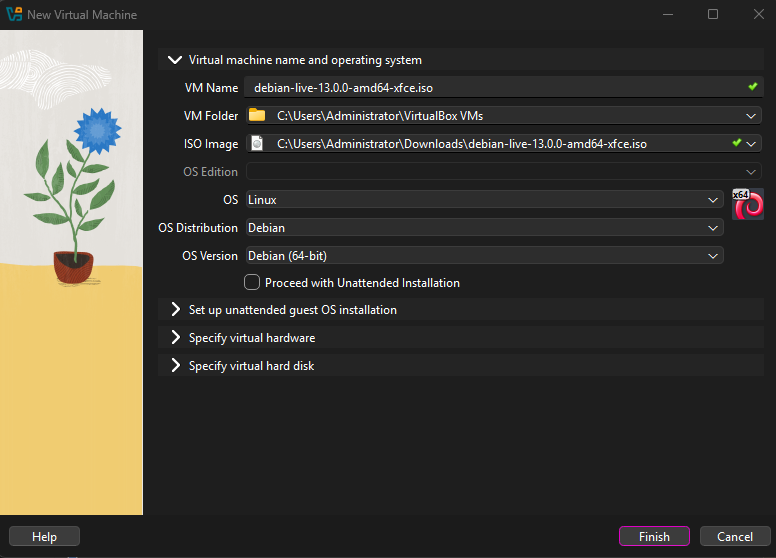 New Virtual Machine
Virtual machine name and operating system
VM Name debian-live-13.0.0-amd64-xfce.iso
VM Folder C:\Users\Administrator\VirtualBox VMs
ISO Image C:\Users\Administrator\Downloads\debian-live-13.0.0-amd64-xfce.iso
OS Edition
OS Linux x64
OS Distribution Debian
OS Version Debian (64-bit)
Proceed with Unattended Installation
Set up unattended guest OS installation
Specify virtual hardware
Specify virtual hard disk
Help Finish Cancel